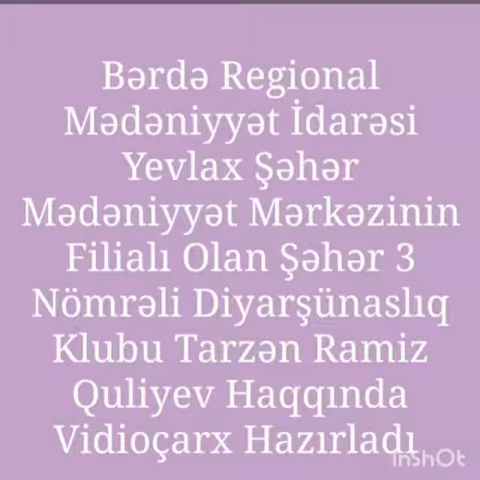 Bərdə Regional
Mədəniyyət İdarəsi
Yevlax Şəhər
Mədəniyyət Mərkəzinin
Filialı Olan Şəhər 3
Nömrəli Diyarşünaslıq
Klubu Tarzən Ramiz
Quliyev Haqqında
Vidioçarx Hazırladı
InShOt